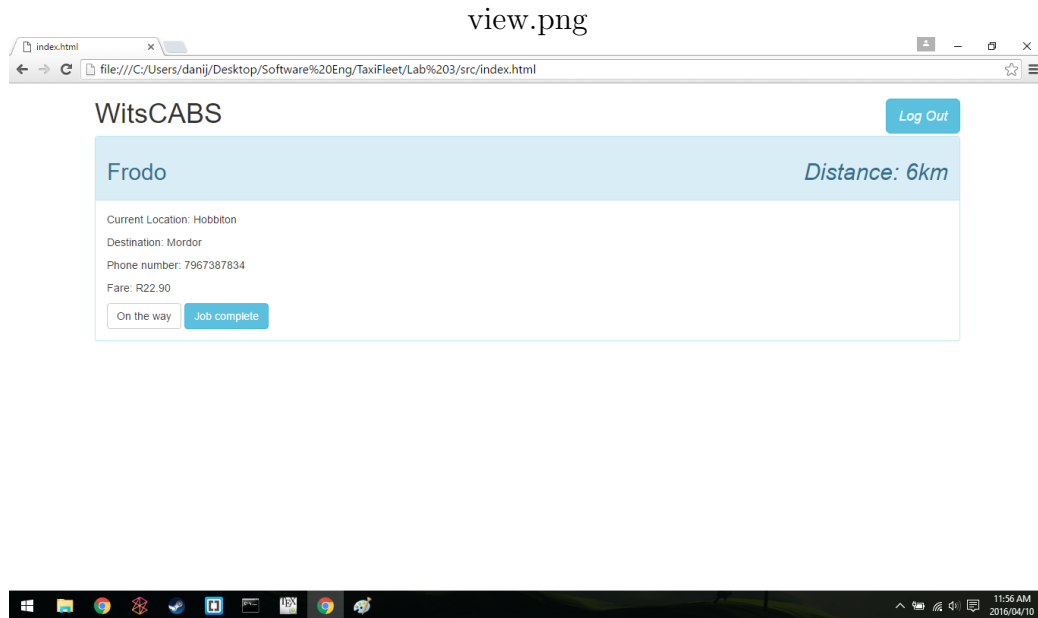 view.png
index.html
file:///C:/Users/danij/Desktop/Software%20Eng/TaxiFleet/Lab%203/src/index.html
WitsCABS
Log Out
Frodo
Distance: 6km
Current Location: Hobbiton
Destination: Mordor
Phone number: 7967387834
Fare: R22.90
On the way
Job complete
11:56 AM
2016/04/10